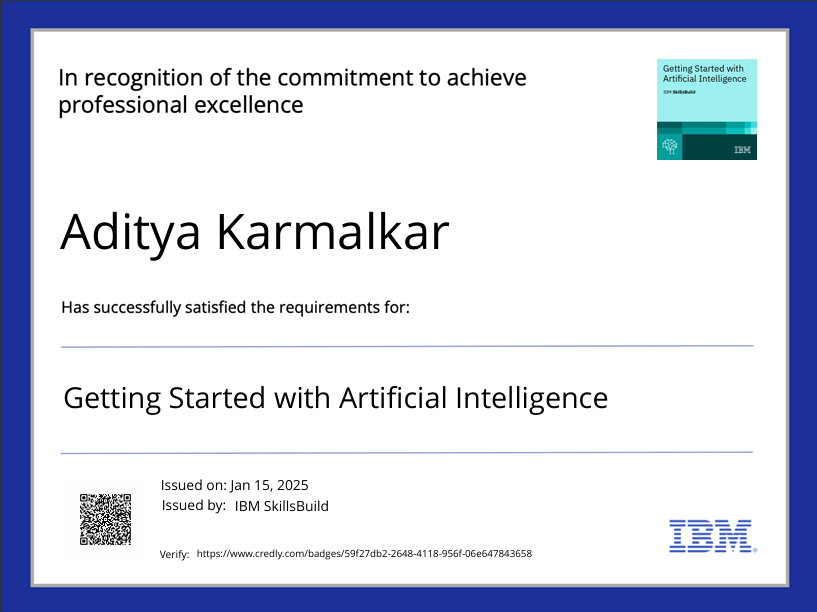 In recognition of the commitment to achieve
professional excellence
Getting Started with
Artificial Intelligence
IBM SkillsBuild
IBM
Aditya Karmalkar
Has successfully satisfied the requirements for:
Getting Started with Artificial Intelligence
Issued on: Jan 15, 2025
Issued by: IBM SkillsBuild
Verify: https://www.credly.com/badges/59f27db2-2648-4118-956f-06e647843658
IBM®